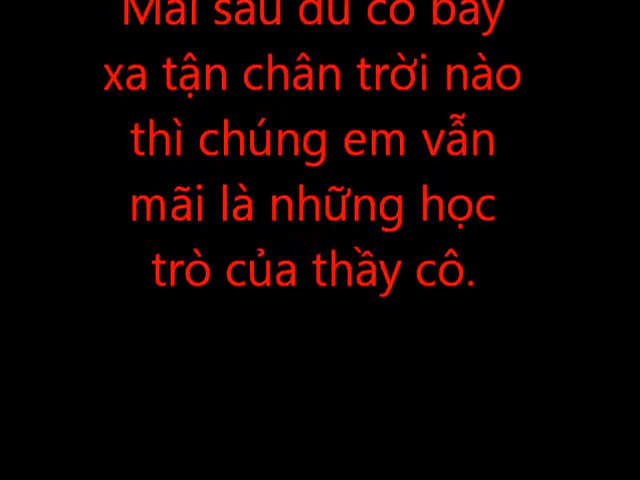 Mai sau dù có bay
xa tận chân trời nào
thì chúng em vẫn
mãi là những học
trò của thầy cô.